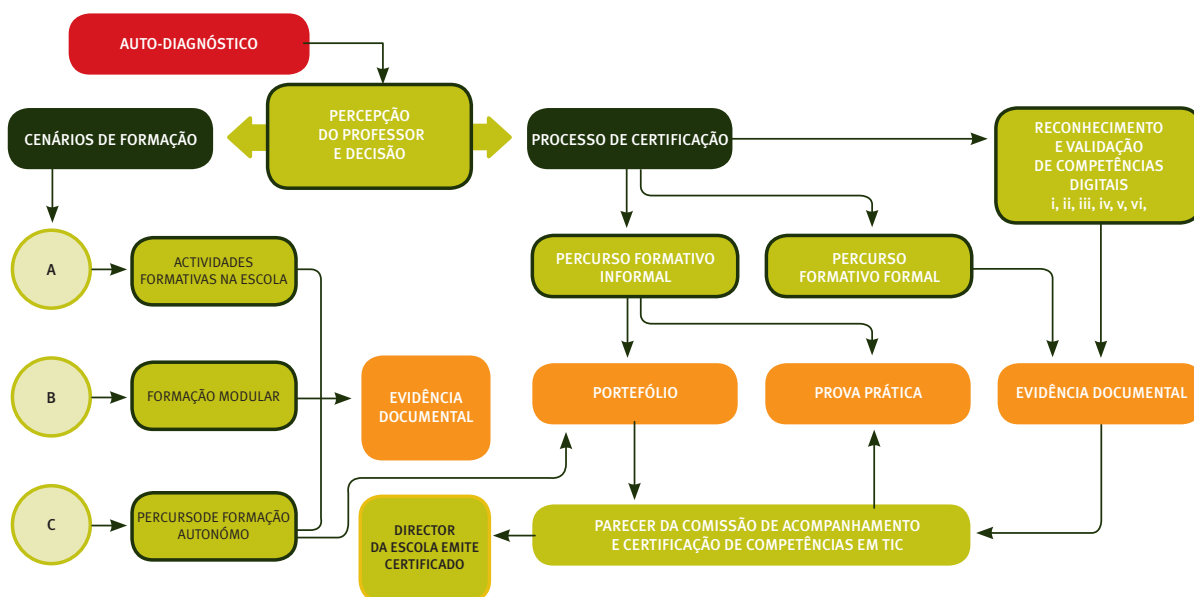 AUTO-DIAGNÓSTICO
PERCEPÇÃO
DO PROFESSOR
E DECISÃO
CENÁRIOS DE FORMAÇÃO
PROCESSO DE CERTIFICAÇÃO
RECONHECIMENTO
E VALIDAÇÃO
DE COMPETÊNCIAS
DIGITAIS
i, ii, iii, iv, v, vi,
A
ACTIVIDADES
FORMATIVAS NA ESCOLA
PERCURSO FORMATIVO
INFORMAL
PERCURSO
FORMATIVO FORMAL
B
FORMAÇÃO MODULAR
EVIDÊNCIA
DOCUMENTAL
PORTEFÓLIO
PROVA PRÁTICA
EVIDÊNCIA DOCUMENTAL
C
PERCURSODE FORMAÇÃO
AUTONÓMO
DIRECTOR
DA ESCOLA EMITE
CERTIFICADO
PARECER DA COMISSÃO DE ACOMPANHAMENTO
E CERTIFICAÇÃO DE COMPETÊNCIAS EM TIC